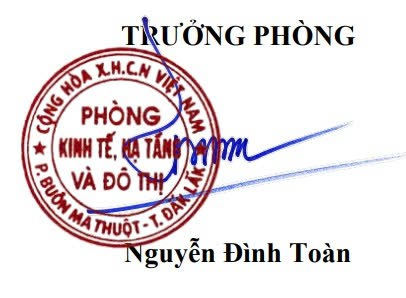 TRƯỞNG PHÒNG
CỘNG HÒA X.H.C.N VIỆT NAM
PHÒNG
KINH TẾ, HẠ TẦNG
VÀ ĐÔ THỊ
★ P. BUÔN MA THUỘT - T. ĐẮK LẮK ★
Nguyễn Đình Toàn